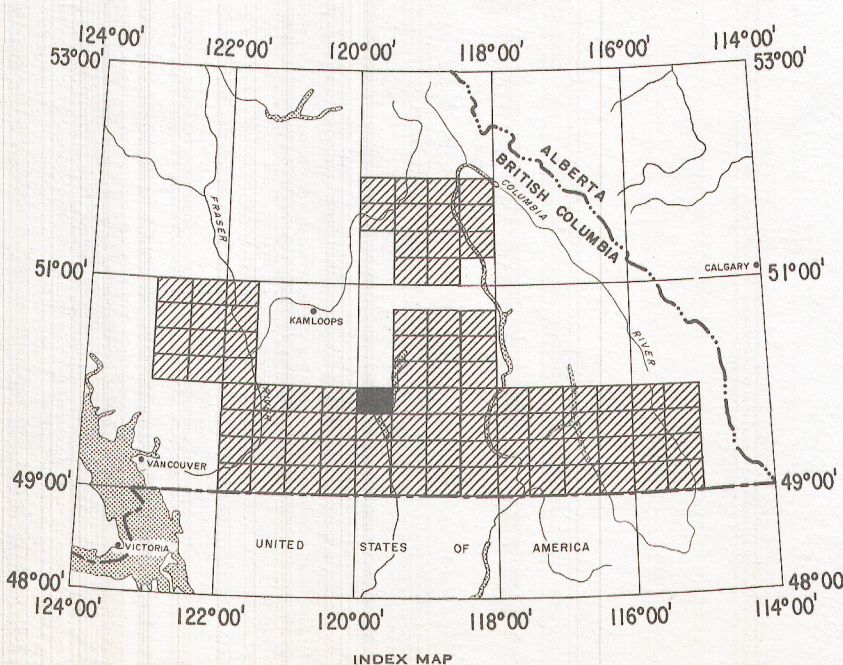 124°00' 122°00' 120°00' 118°00' 116°00' 114°00'
53°00' 53°00'
ALBERTA
BRITISH COLUMBIA
COLUMBIA
FRASER
51°00' CALGARY 51°00'
KAMLOOPS
RIVER
RIVER
VANCOUVER
49°00' 49°00'
VICTORIA UNITED STATES OF AMERICA
48°00' 48°00'
124°00' 122°00' 120°00' 118°00' 116°00' 114°00'
INDEX MAP